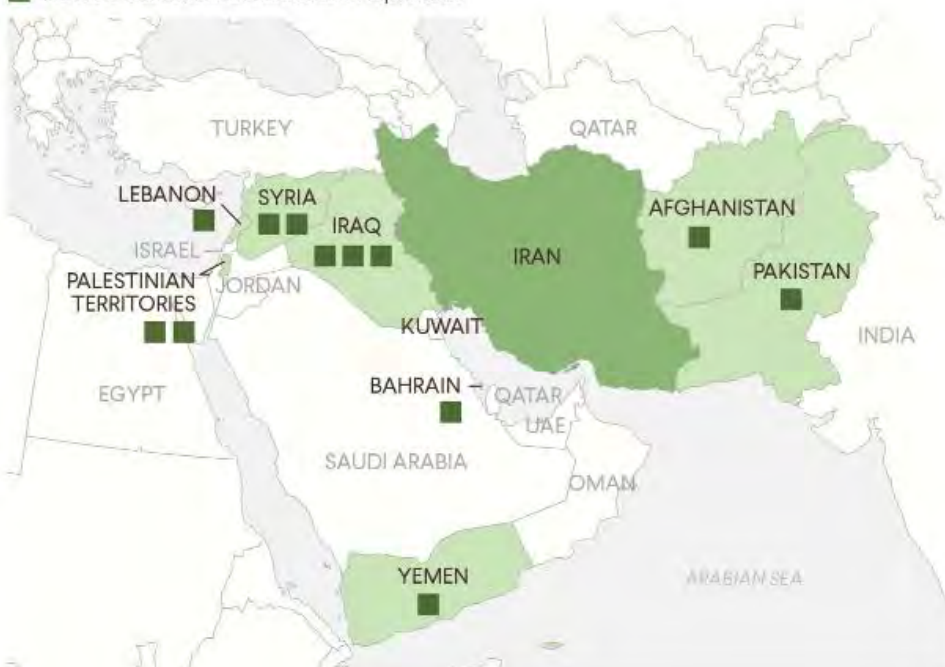 TURKEY
QATAR
LEBANON
SYRIA
IRAQ
AFGHANISTAN
ISRAEL
IRAN
PALESTINIAN
TERRITORIES
JORDAN
PAKISTAN
KUWAIT
INDIA
EGYPT
BAHRAIN
QATAR
UAE
SAUDI ARABIA
OMAN
YEMEN
ARABIAN SEA